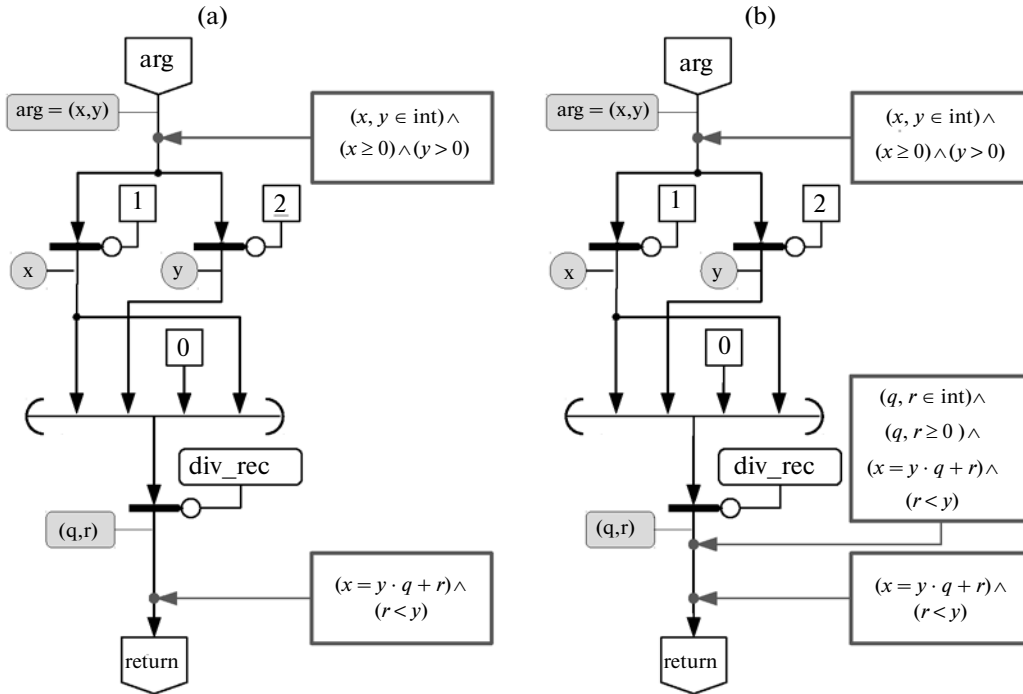 (a)
arg
arg = (x,y)
(x, y ∈ int)∧
(x ≥ 0)∧(y > 0)
1
2
x
y
0
div_rec
(q,r)
(x = y · q + r)∧
(r < y)
return
(b)
arg
arg = (x,y)
(x, y ∈ int)∧
(x ≥ 0)∧(y > 0)
1
2
x
y
0
(q, r ∈ int)∧
(q, r ≥ 0 )∧
(x = y · q + r)∧
(r < y)
div_rec
(q,r)
(x = y · q + r)∧
(r < y)
return